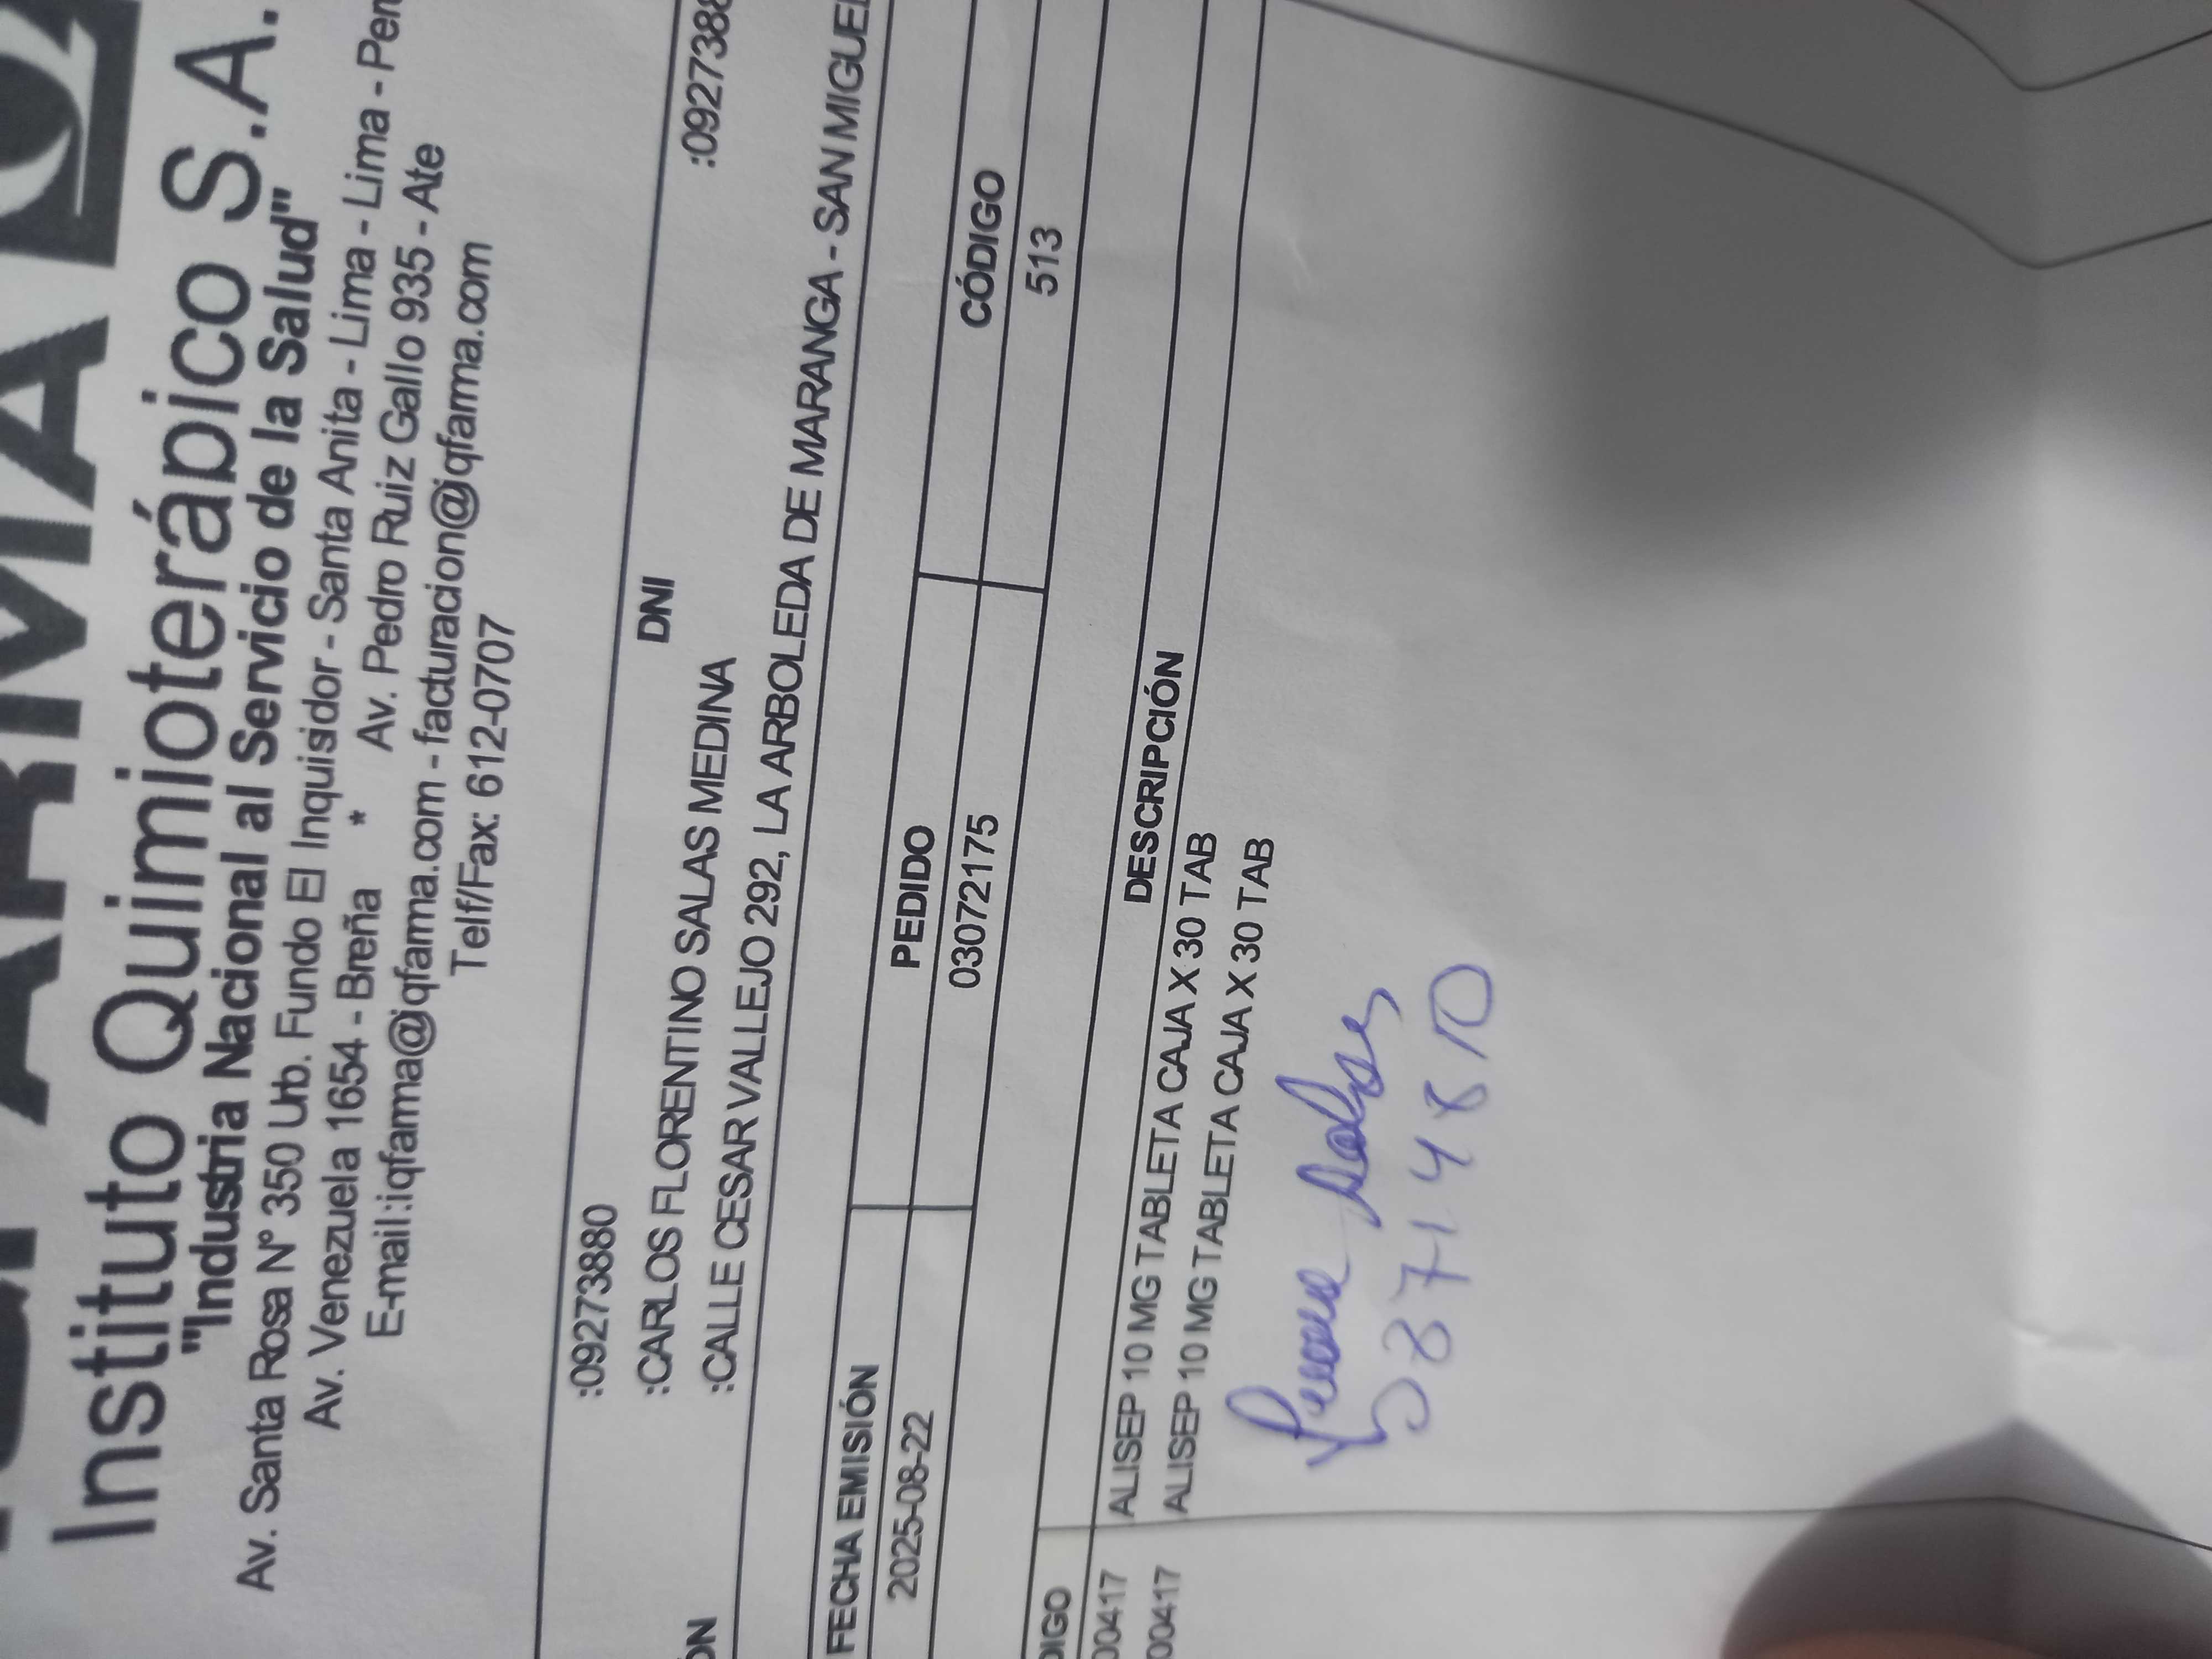 Instituto Quimioterápico S.A.
"Industria Nacional al Servicio de la Salud"
Av. Santa Rosa N° 350 Urb. Fundo El Inquisidor - Santa Anita - Lima - Lima - Per
Av. Venezuela 1654 - Breña * Av. Pedro Ruiz Gallo 935 - Ate
E-mail:iqfarma@iqfarma.com - facturacion@iqfarma.com
Telf/Fax: 612-0707
:09273880
:CARLOS FLORENTINO SALAS MEDINA DNI :0927388
ÓN :CALLE CESAR VALLEJO 292, LA ARBOLEDA DE MARANGA - SAN MIGUEL
FECHA EMISIÓN PEDIDO CÓDIGO
2025-08-22 03072175 513
DIGO DESCRIPCIÓN
00417 ALISEP 10 MG TABLETA CAJA X 30 TAB
00417 ALISEP 10 MG TABLETA CAJA X 30 TAB